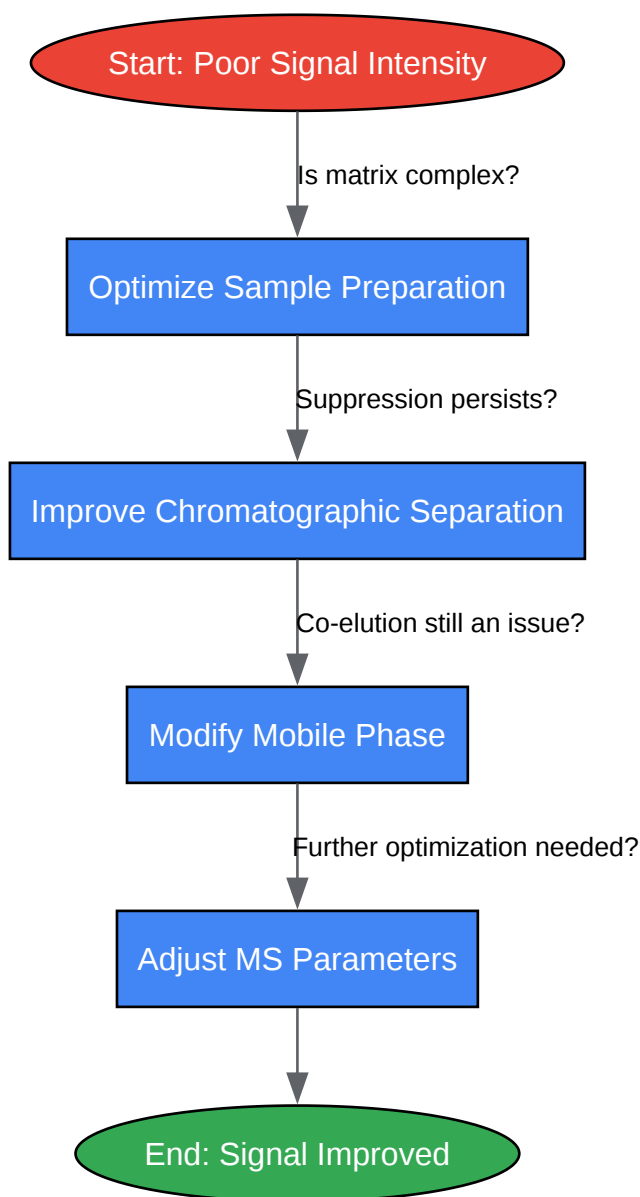 Start: Poor Signal Intensity
Is matrix complex?
Optimize Sample Preparation
Suppression persists?
Improve Chromatographic Separation
Co-elution still an issue?
Modify Mobile Phase
Further optimization needed?
Adjust MS Parameters
End: Signal Improved